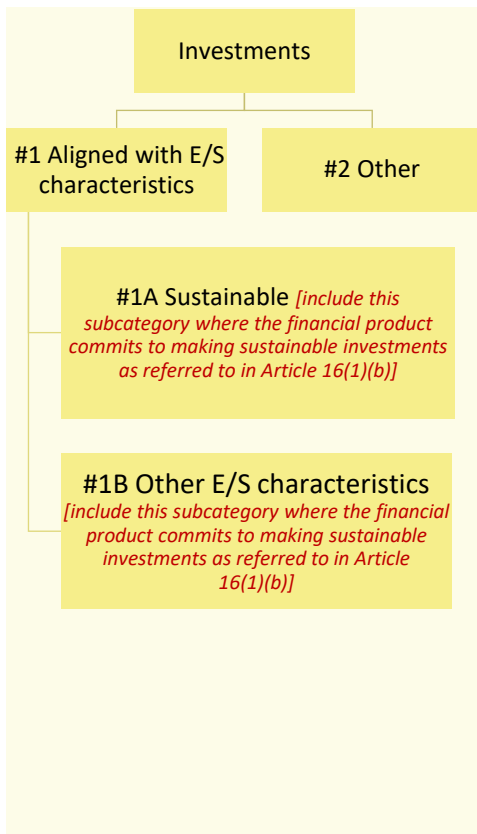 Investments
#1 Aligned with E/S
characteristics
#2 Other
#1A Sustainable [include this
subcategory where the financial product
commits to making sustainable investments
as referred to in Article 16(1)(b)]
#1B Other E/S characteristics
[include this subcategory where the financial
product commits to making sustainable
investments as referred to in Article
16(1)(b)]